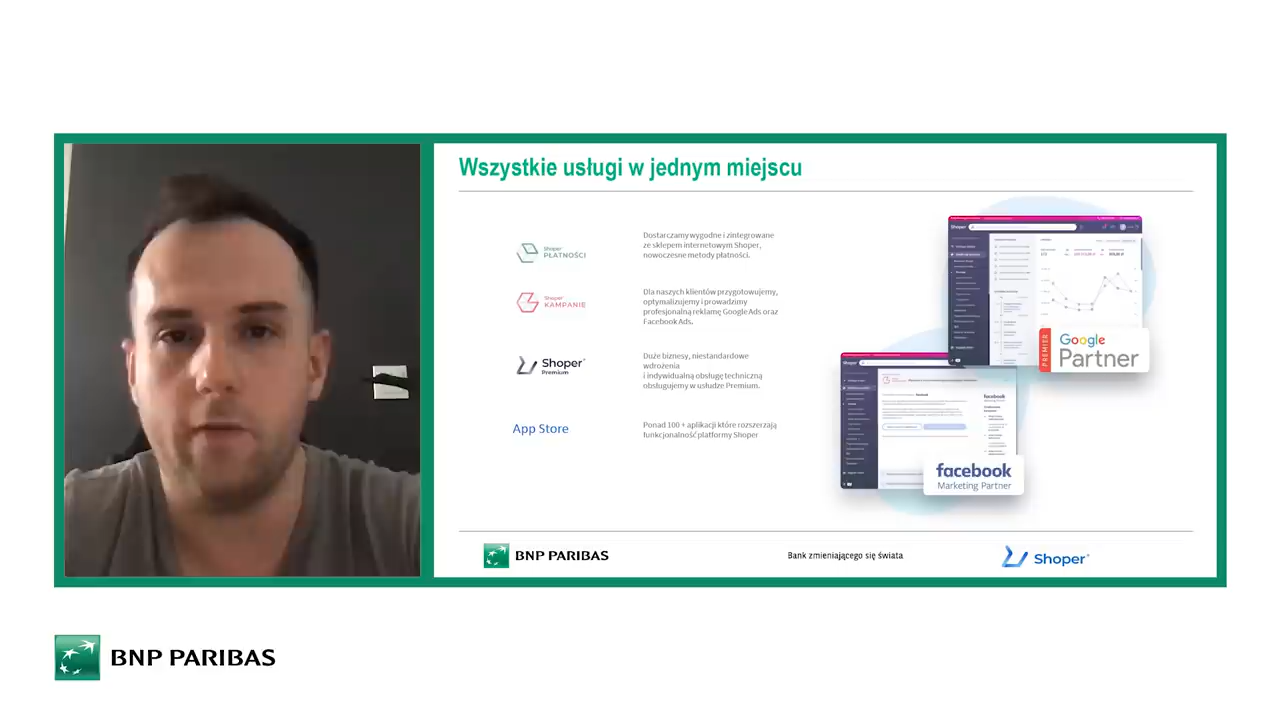 Wszystkie usługi w jednym miejscu
Shoper
PŁATNOŚCI
Dostarczamy wygodne i zintegrowane
ze sklepem internetowym Shoper,
nowoczesne metody płatności.
Shoper
KAMPANIE
Dla naszych klientów przygotowujemy,
optymalizujemy i prowadzimy
profesjonalną reklamę Google Ads oraz
Facebook Ads.
Shoper
Premium
Duże biznesy, niestandardowe
wdrożenia
i indywidualną obsługę techniczną
obsługujemy w usłudze Premium.
App Store
Ponad 100 + aplikacji które rozszerzają
funkcjonalność platformy Shoper
Shoper
PREMIER
Google
Partner
Shoper
facebook
facebook
Marketing Partner
BNP PARIBAS
Bank zmieniającego się świata
Shoper
BNP PARIBAS